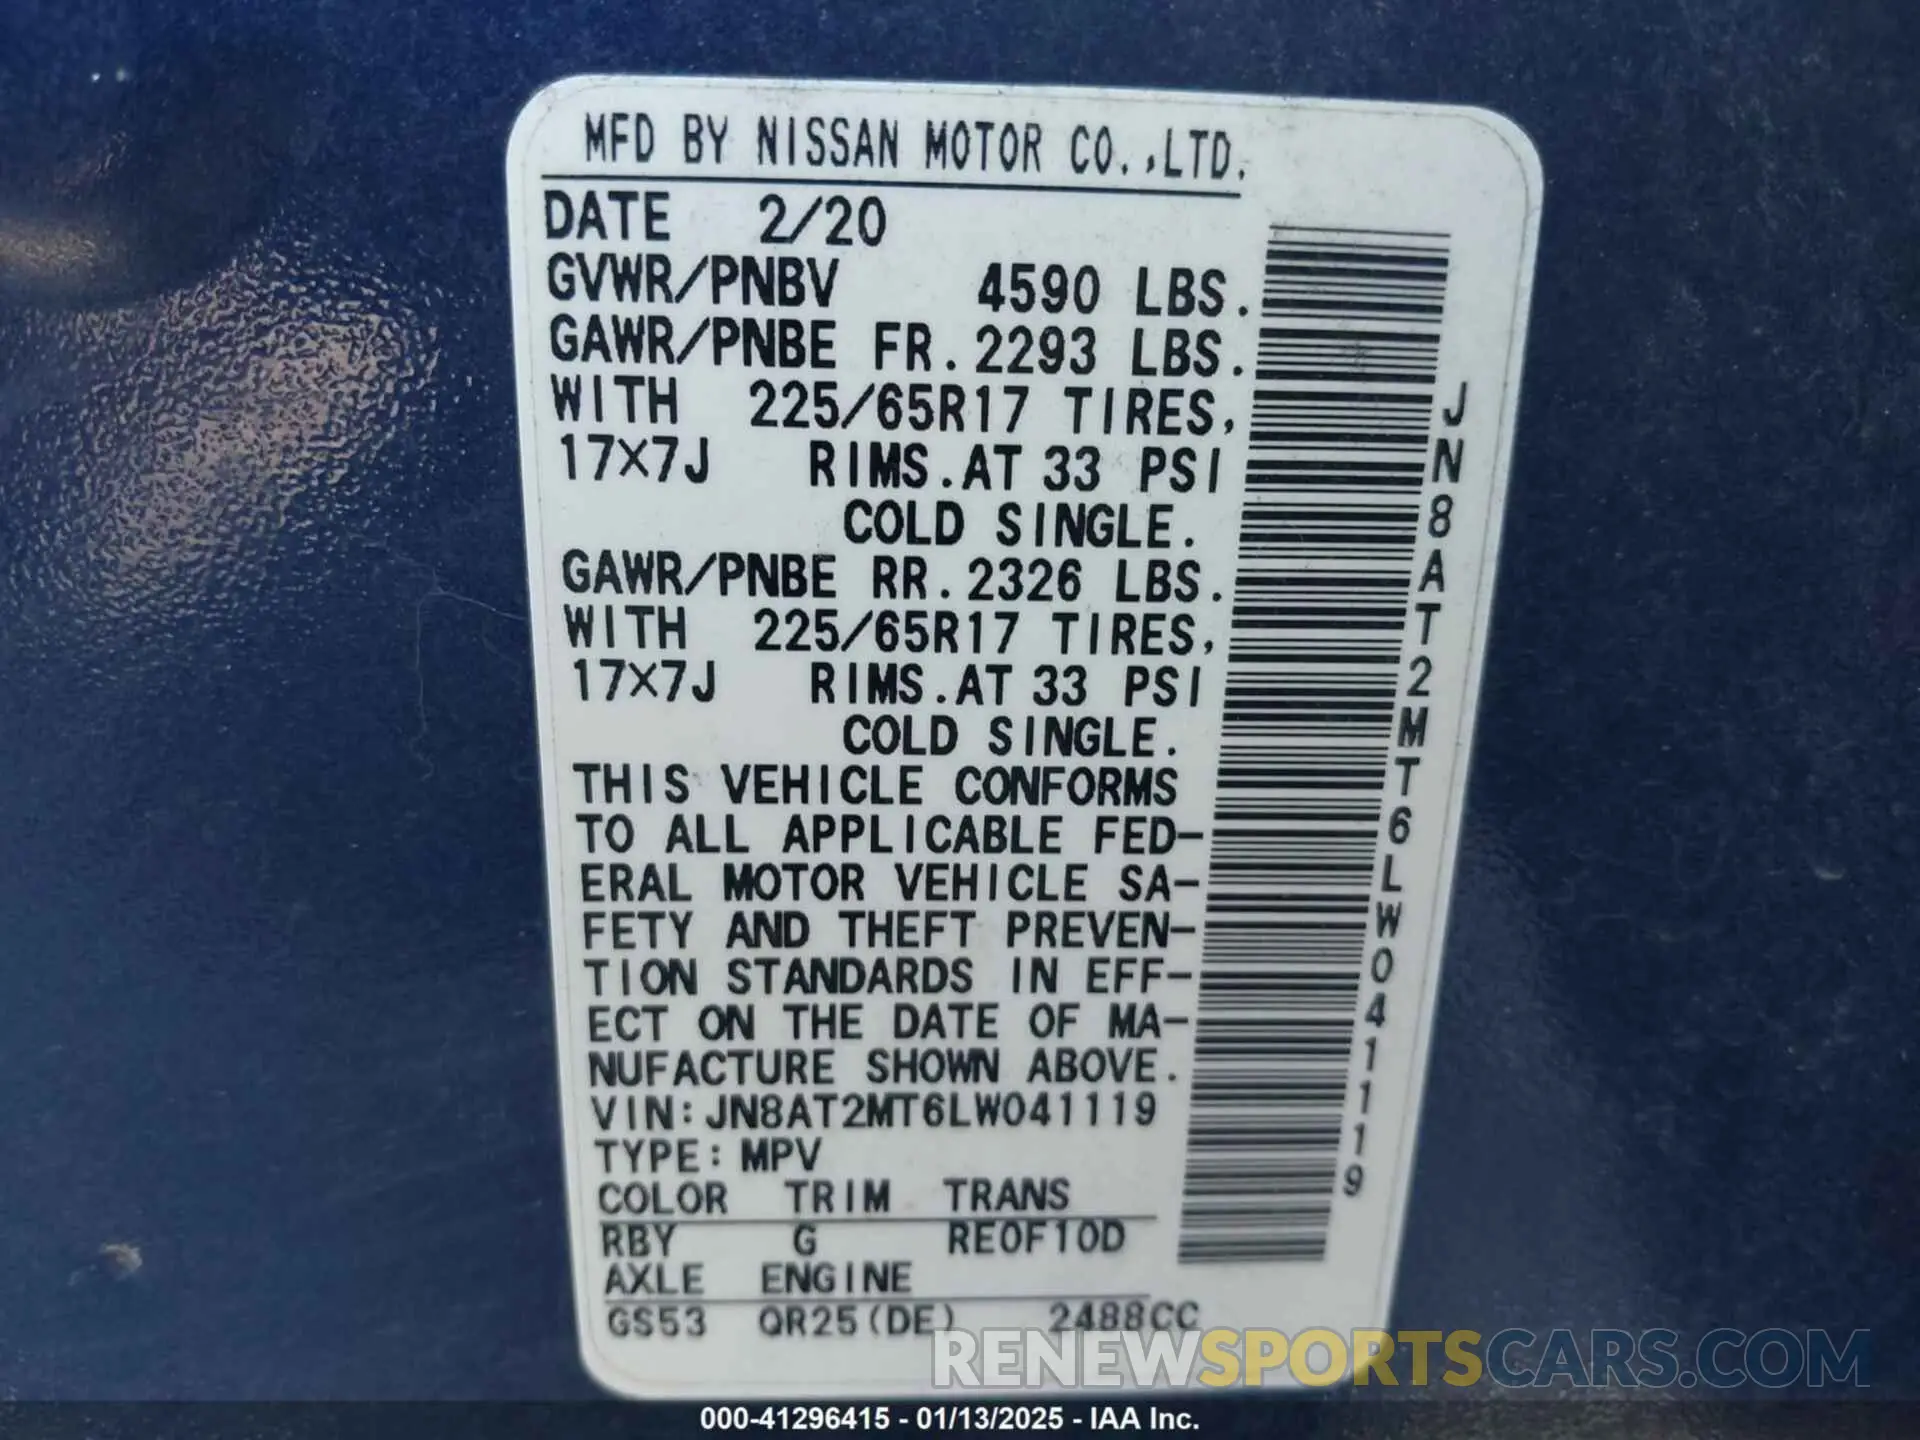 MFD BY NISSAN MOTOR CO.,LTD.
DATE 2/20
GVWR/PNBV 4590 LBS.
GAWR/PNBE FR.2293 LBS.
WITH 225/65R17 TIRES,
17X7J RIMS.AT 33 PSI
COLD SINGLE.
GAWR/PNBE RR.2326 LBS.
WITH 225/65R17 TIRES,
17X7J RIMS.AT 33 PSI
COLD SINGLE.
THIS VEHICLE CONFORMS
TO ALL APPLICABLE FED-
ERAL MOTOR VEHICLE SA-
FETY AND THEFT PREVEN-
TION STANDARDS IN EFF-
ECT ON THE DATE OF MA-
NUFACTURE SHOWN ABOVE.
VIN:JN8AT2MT6LW041119
TYPE:MPV
COLOR TRIM TRANS
RBY G RE0F10D
AXLE ENGINE
GS53 QR25(DE) 2488CC
JN8AT2MT6LW041119
RENEWSPORTSCARS.COM
000-41296415 - 01/13/2025 - IAA Inc.